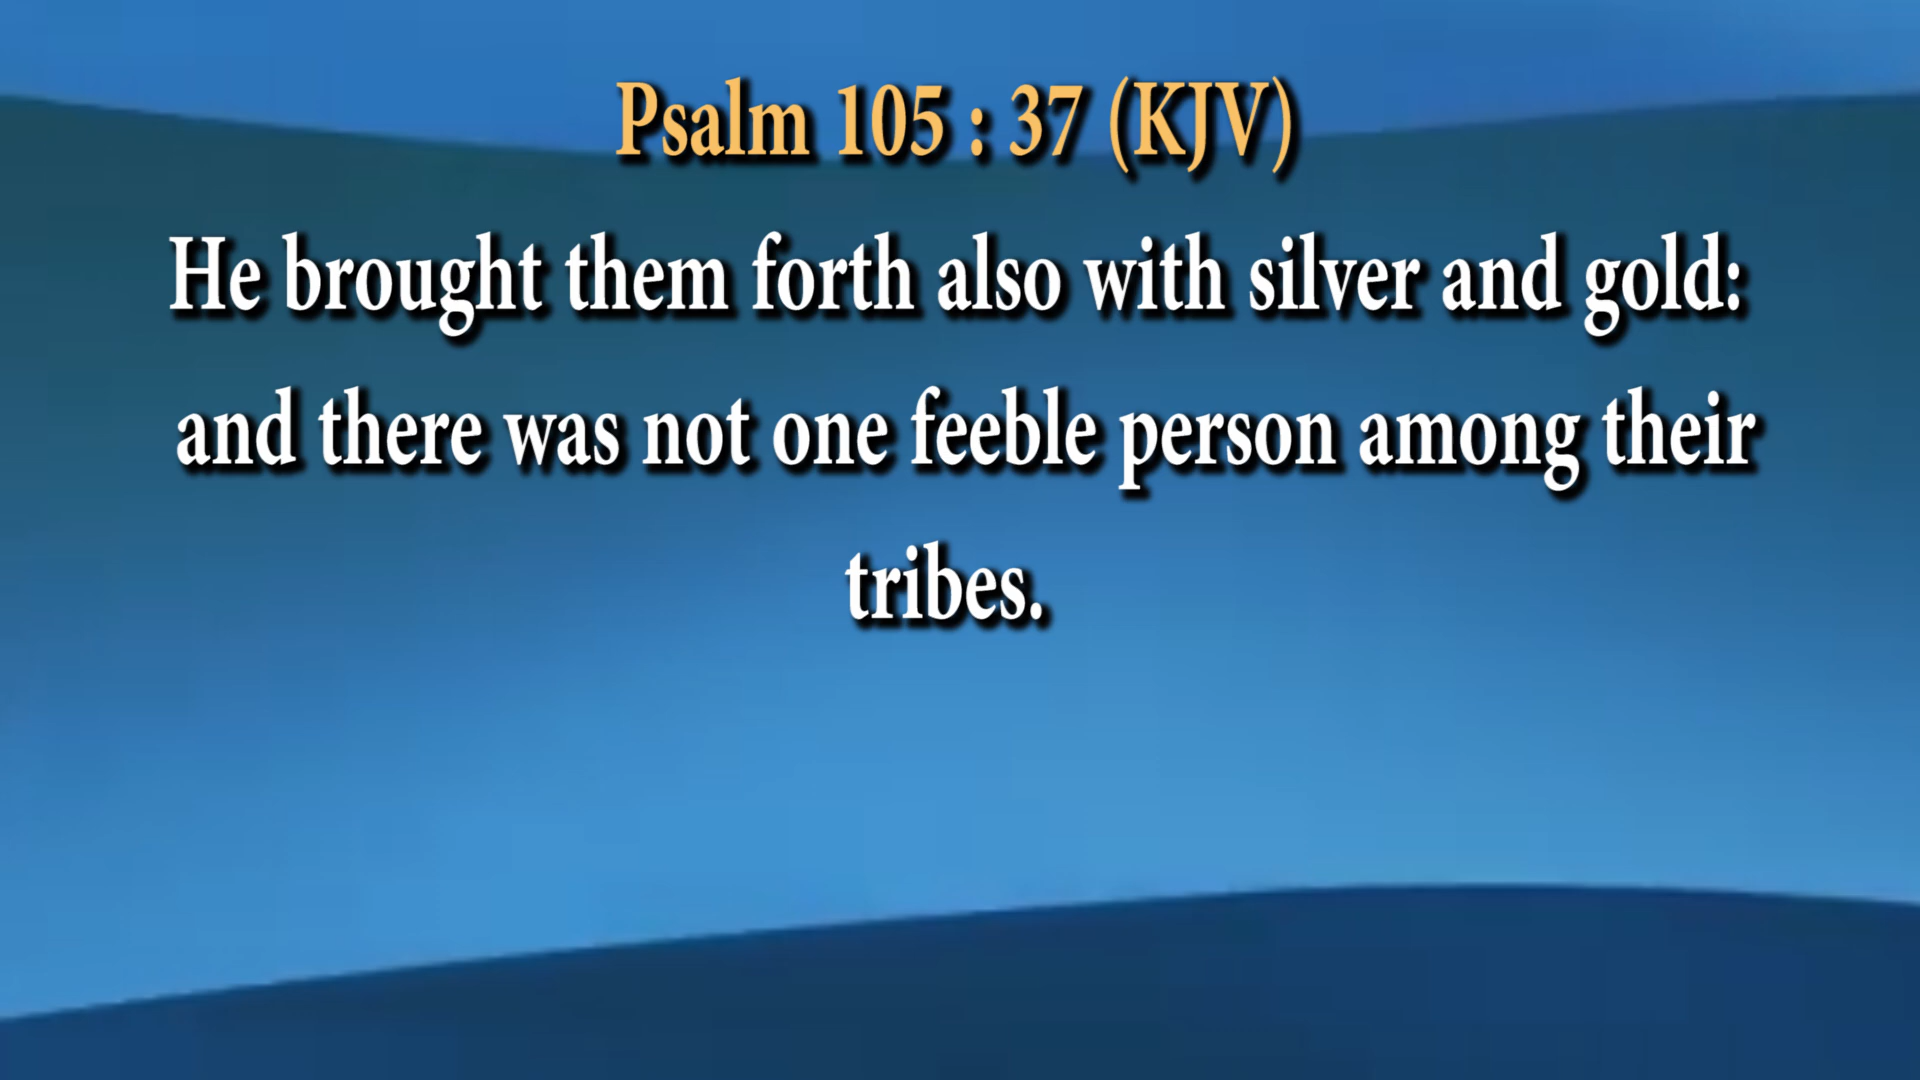 Psalm 105 : 37 (KJV)
He brought them forth also with silver and gold:
and there was not one feeble person among their
tribes.